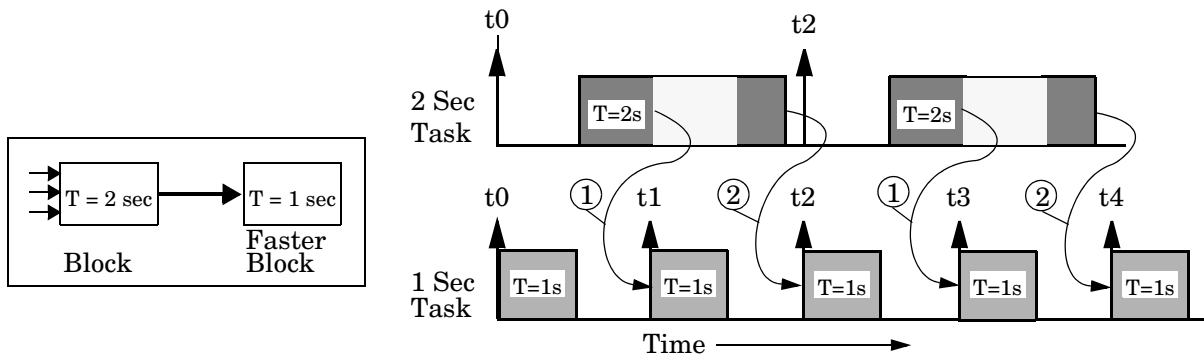 T = 2 sec
T = 1 sec
Block
Faster
Block
t0
t2
2 Sec
Task
T=2s
T=2s
1
2
1
2
t0
t1
t2
t3
t4
1 Sec
Task
T=1s
T=1s
T=1s
T=1s
T=1s
Time